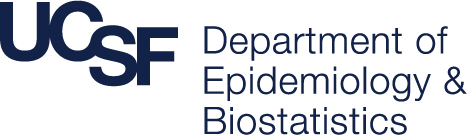 UCSF
Department of
Epidemiology &
Biostatistics